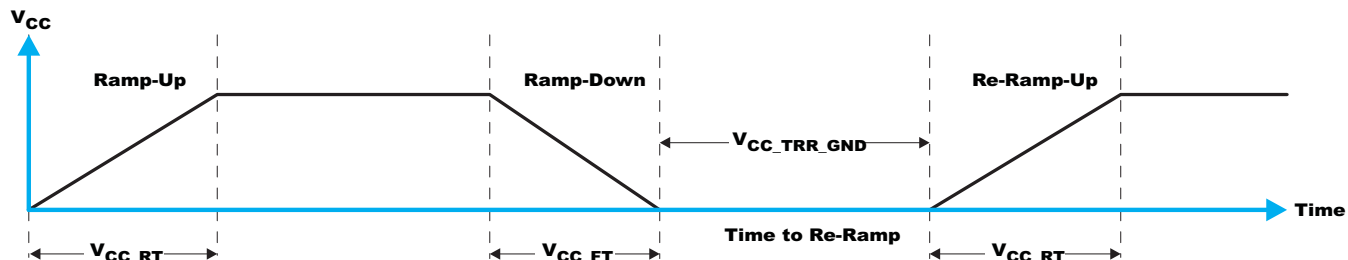 VCC
Ramp-Up
Ramp-Down
Re-Ramp-Up
VCC_TRR_GND
Time
Time to Re-Ramp
VCC_RT
VCC_FT
VCC_RT